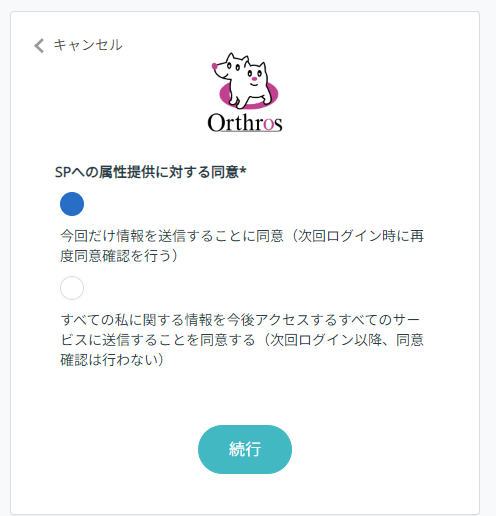 キャンセル
Orthros
SPへの属性提供に対する同意*
今回だけ情報を送信することに同意（次回ログイン時に再
度同意確認を行う）
すべての私に関する情報を今後アクセスするすべてのサー
ビスに送信することを同意する（次回ログイン以降、同意
確認は行わない）
続行